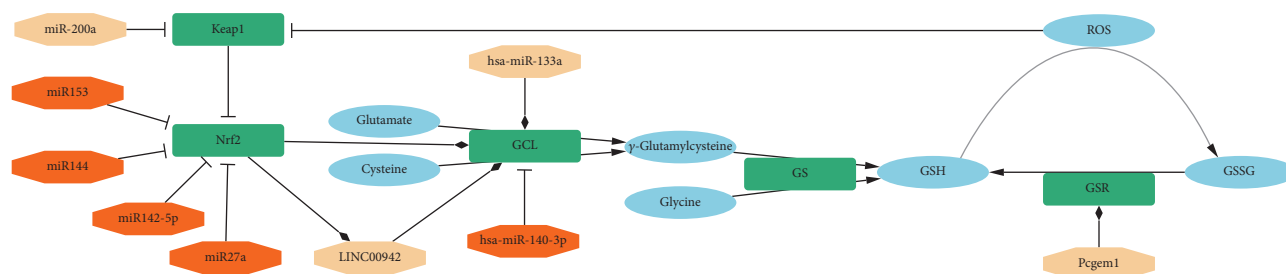 miR-200a
Keap1
ROS
hsa-miR-133a
miR153
Glutamate
Nrf2
GCL
γ-Glutamylcysteine
miR144
Cysteine
GS
GSH
GSSG
GSR
Glycine
miR142-5p
hsa-miR-140-3p
miR27a
LINC00942
Pcgem1